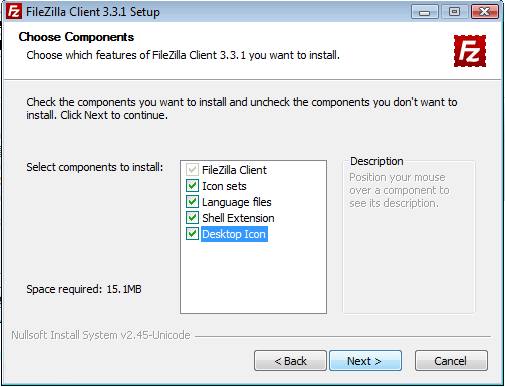 FileZilla Client 3.3.1 Setup
Choose Components
Choose which features of FileZilla Client 3.3.1 you want to install.
FZ
Check the components you want to install and uncheck the components you don't want to
install. Click Next to continue.
Select components to install:
FileZilla Client
Icon sets
Language files
Shell Extension
Desktop Icon
Description
Position your mouse
over a component to
see its description.
Space required: 15.1MB
Nullsoft Install System v2.45-Unicode
< Back
Next >
Cancel